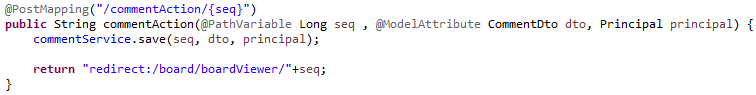 @PostMapping("/commentAction/{seq}")
public String commentAction(@PathVariable Long seq , @ModelAttribute CommentDto dto, Principal principal) {
    commentService.save(seq, dto, principal);
    return "redirect:/board/boardViewer/"+seq;
}